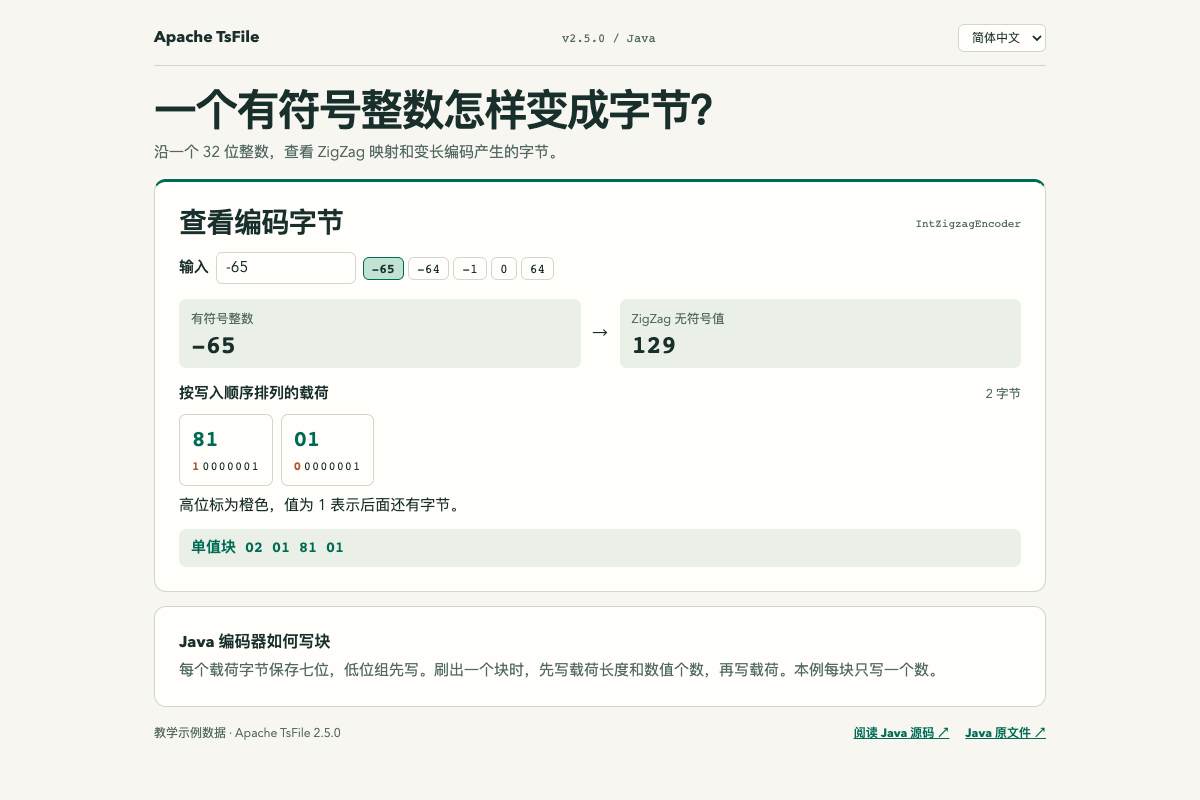 Apache TsFile
v2.5.0 / Java
简体中文
一个有符号整数怎样变成字节?
沿一个 32 位整数，查看 ZigZag 映射和变长编码产生的字节。
查看编码字节
IntZigzagEncoder
输入 -65 -65 -64 -1 0 64
有符号整数
-65
→
ZigZag 无符号值
129
按写入顺序排列的载荷
2 字节
81 01
10000001 00000001
高位标为橙色，值为 1 表示后面还有字节。
单值块 02 01 81 01
Java 编码器如何写块
每个载荷字节保存七位，低位组先写。刷出一个块时，先写载荷长度和数值个数，再写载荷。本例每块只写一个数。
教学示例数据 · Apache TsFile 2.5.0
阅读 Java 源码 ↗ Java 原文件 ↗